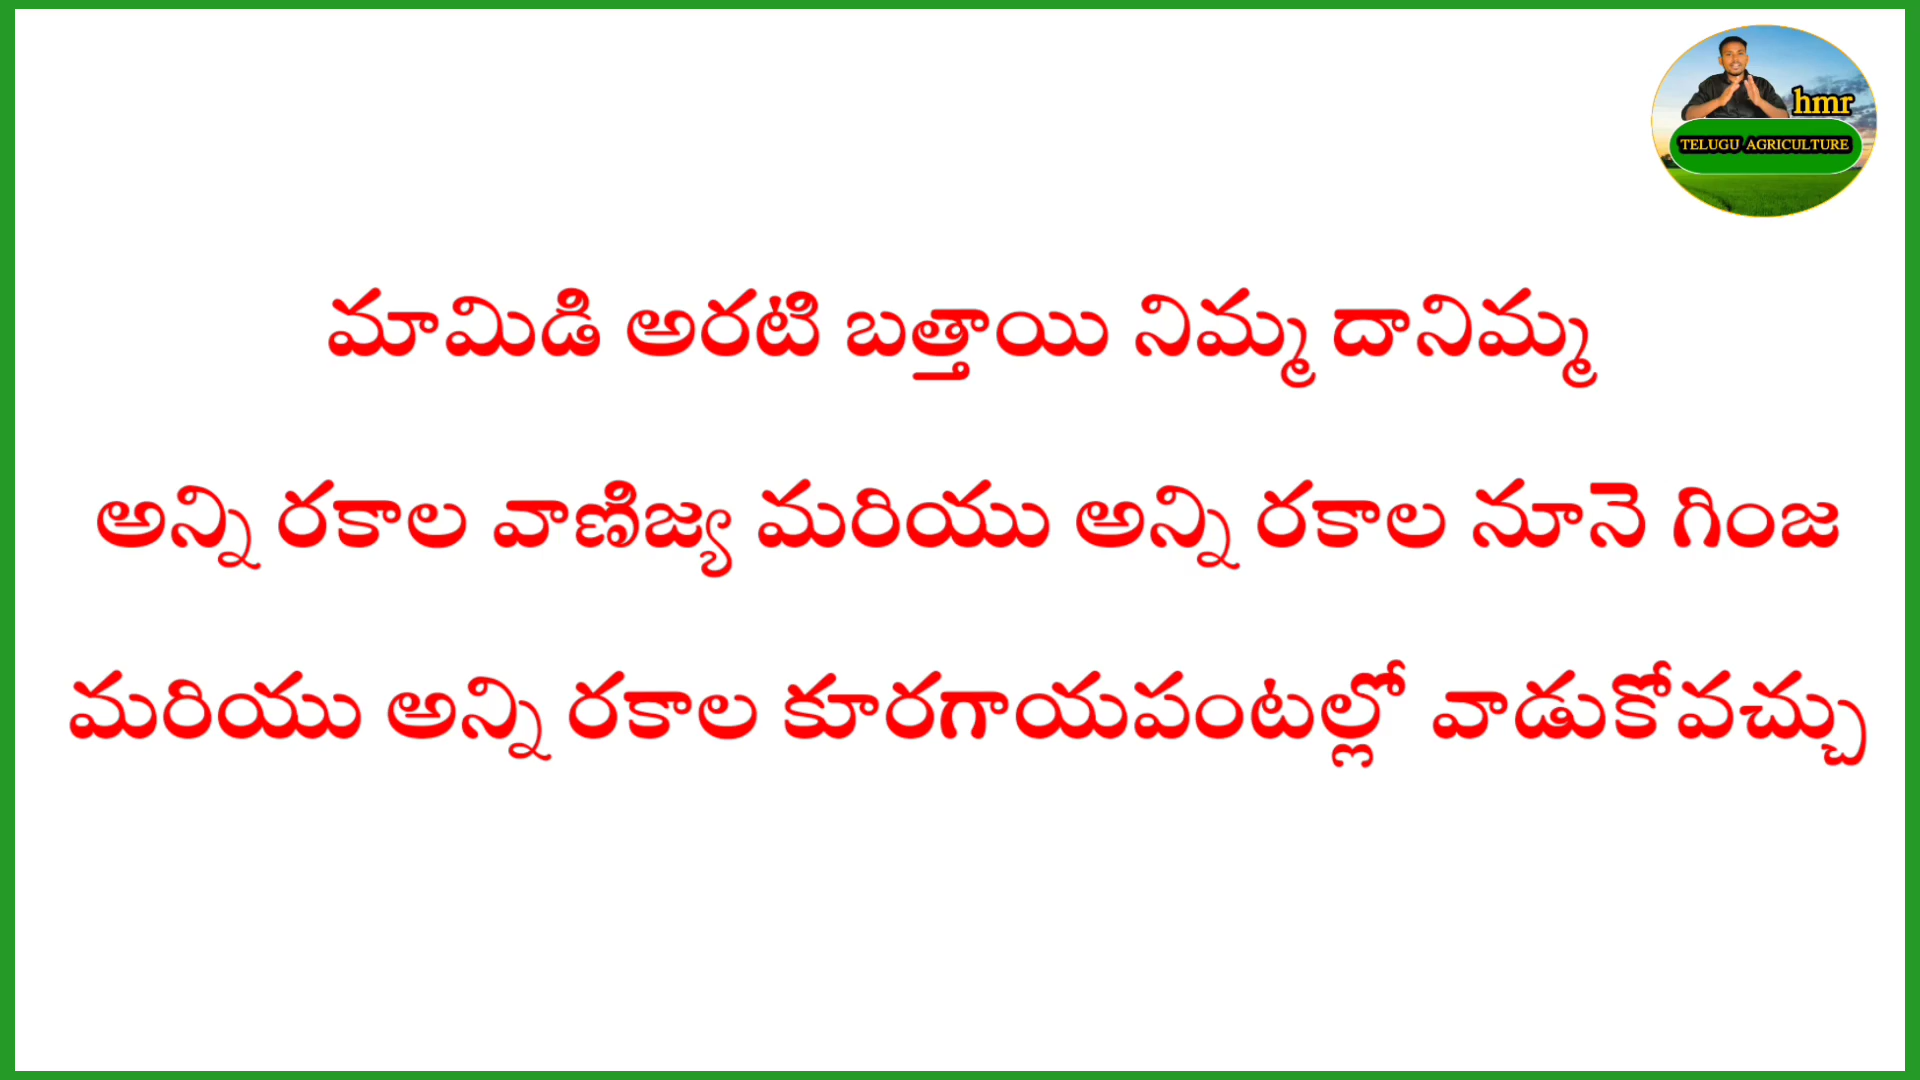 hmr
TELUGU AGRICULTURE
మామిడి అరటి బత్తాయి నిమ్మ దానిమ్మ
అన్ని రకాల వాణిజ్య మరియు అన్ని రకాల నూనె గింజ
మరియు అన్ని రకాల కూరగాయపంటల్లో వాడుకోవచ్చు